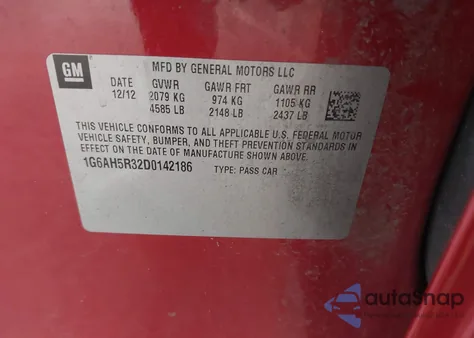 GM
MFD BY GENERAL MOTORS LLC
DATE GVWR GAWR FRT GAWR RR
12/12 2079 KG 974 KG 1105 KG
4585 LB 2148 LB 2437 LB
THIS VEHICLE CONFORMS TO ALL APPLICABLE U.S. FEDERAL MOTOR
VEHICLE SAFETY, BUMPER, AND THEFT PREVENTION STANDARDS IN
EFFECT ON THE DATE OF MANUFACTURE SHOWN ABOVE.
1G6AH5R32D0142186 TYPE: PASS CAR
autoSnap